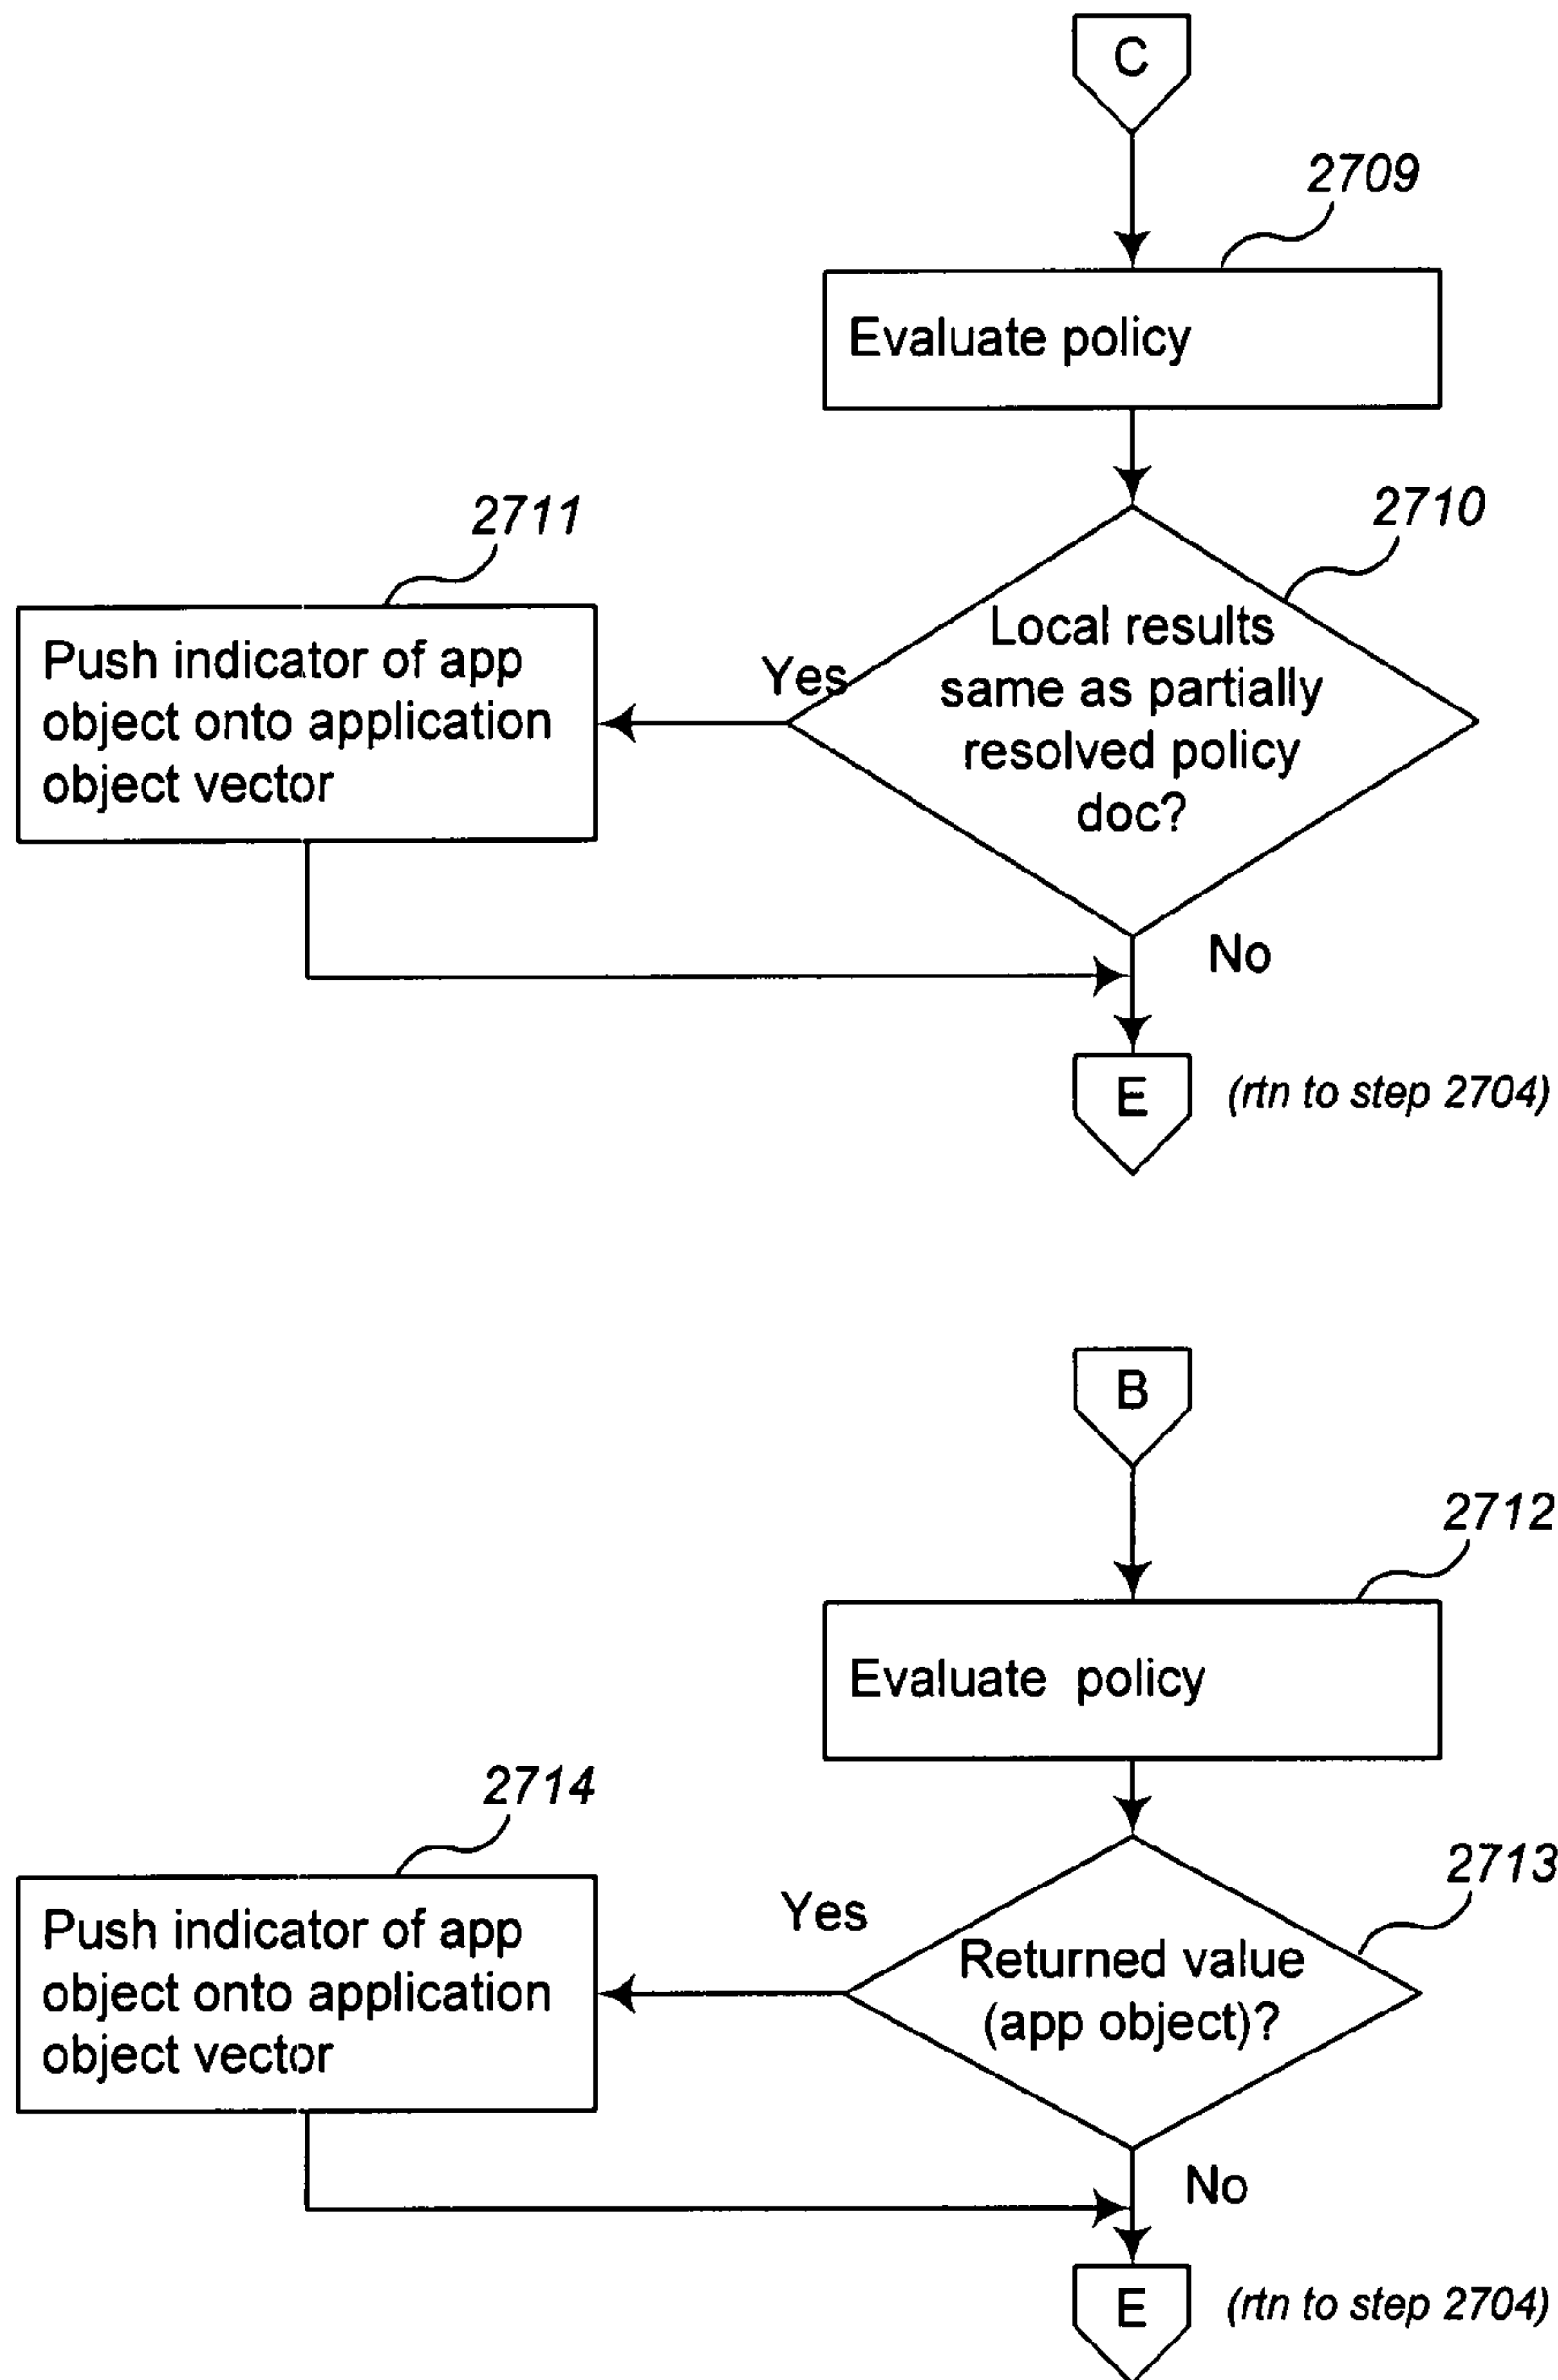 C
2709
Evaluate policy
2710
2711
Local results
same as partially
resolved policy
doc?
Yes
Push indicator of app
object onto application
object vector
No
E
(rtn to step 2704)
B
2712
Evaluate policy
2713
2714
Returned value
(app object)?
Yes
Push indicator of app
object onto application
object vector
No
E
(rtn to step 2704)